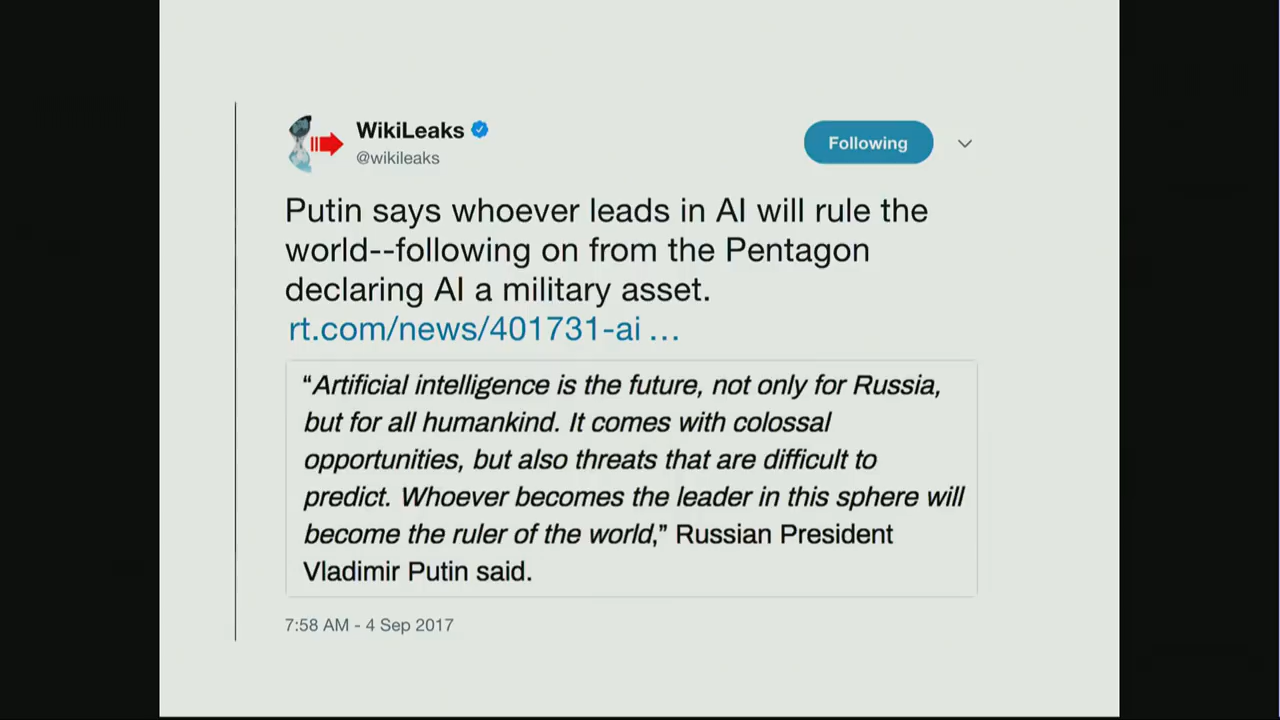 WikiLeaks
@wikileaks
Following
Putin says whoever leads in AI will rule the
world--following on from the Pentagon
declaring AI a military asset.
rt.com/news/401731-ai ...
“Artificial intelligence is the future, not only for Russia,
but for all humankind. It comes with colossal
opportunities, but also threats that are difficult to
predict. Whoever becomes the leader in this sphere will
become the ruler of the world,” Russian President
Vladimir Putin said.
7:58 AM - 4 Sep 2017